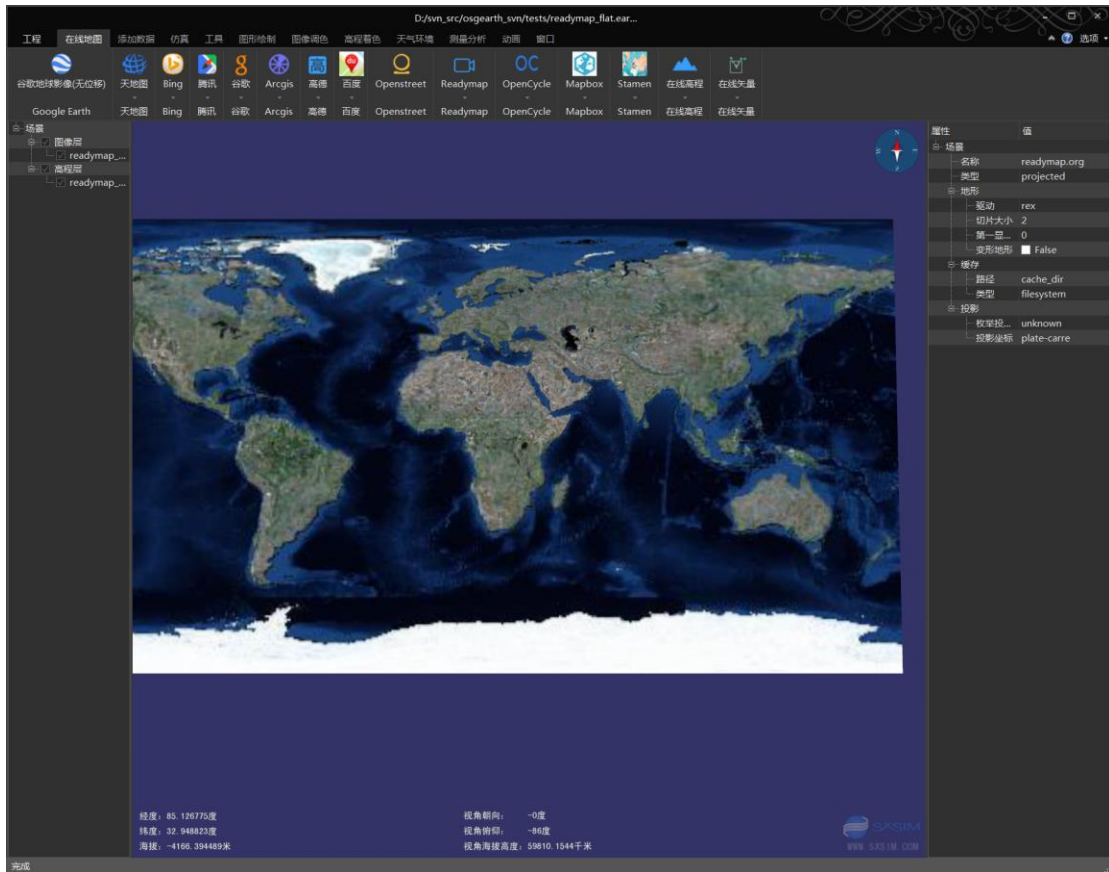 D:/svn_src/osgearth_svn/tests/readymap_flat.ear...
工程 在线地图 添加数据 仿真 工具 图形绘制 图像调色 高程着色 天气环境 测量分析 动画 窗口 选项
谷歌地球影像(无位移) 天地图 Bing 腾讯 谷歌 Arcgis 高德 百度 Openstreet Readymap OpenCycle Mapbox Stamen 在线高程 在线矢量
Google Earth 天地图 Bing 腾讯 谷歌 Arcgis 高德 百度 Openstreet Readymap OpenCycle Mapbox Stamen 在线高程 在线矢量
场景
图像层
readymap_...
高程层
readymap_...
N
属性 值
场景
名称 readymap.org
类型 projected
地形
驱动 rex
切片大小 2
第一显... 0
变形地形 False
缓存
路径 cache_dir
类型 filesystem
投影
枚举投... unknown
投影坐标 plate-carre
经度: 85.126775度
纬度: 32.948823度
海拔: -4166.394489米
视角朝向: -0度
视角俯仰: -86度
视角海拔高度: 59810.1544千米
SXSIM
WWW.SXSIM.COM
完成